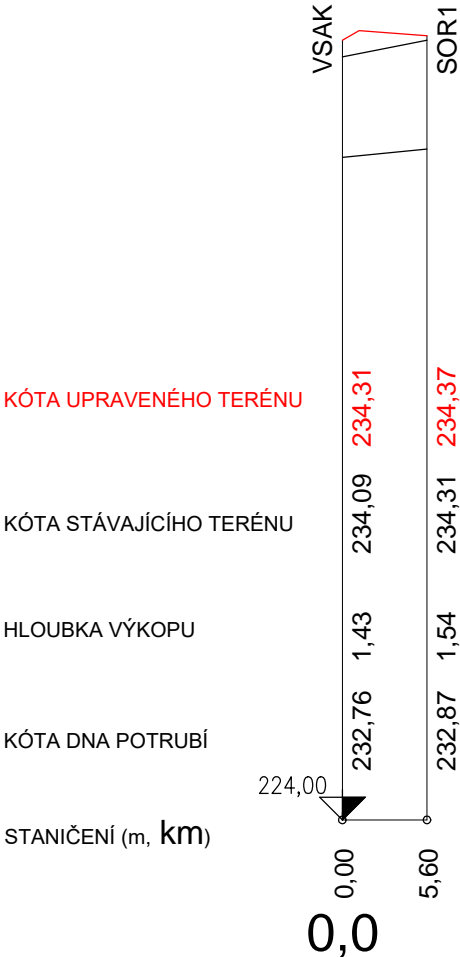 VSAK SOR1
KÓTA UPRAVENÉHO TERÉNU 234,31 234,37
KÓTA STÁVAJÍCÍHO TERÉNU 234,09 234,31
HLOUBKA VÝKOPU 1,43 1,54
KÓTA DNA POTRUBÍ 232,76 232,87
224,00
STANIČENÍ (m, km) 0,00 5,60
0,0